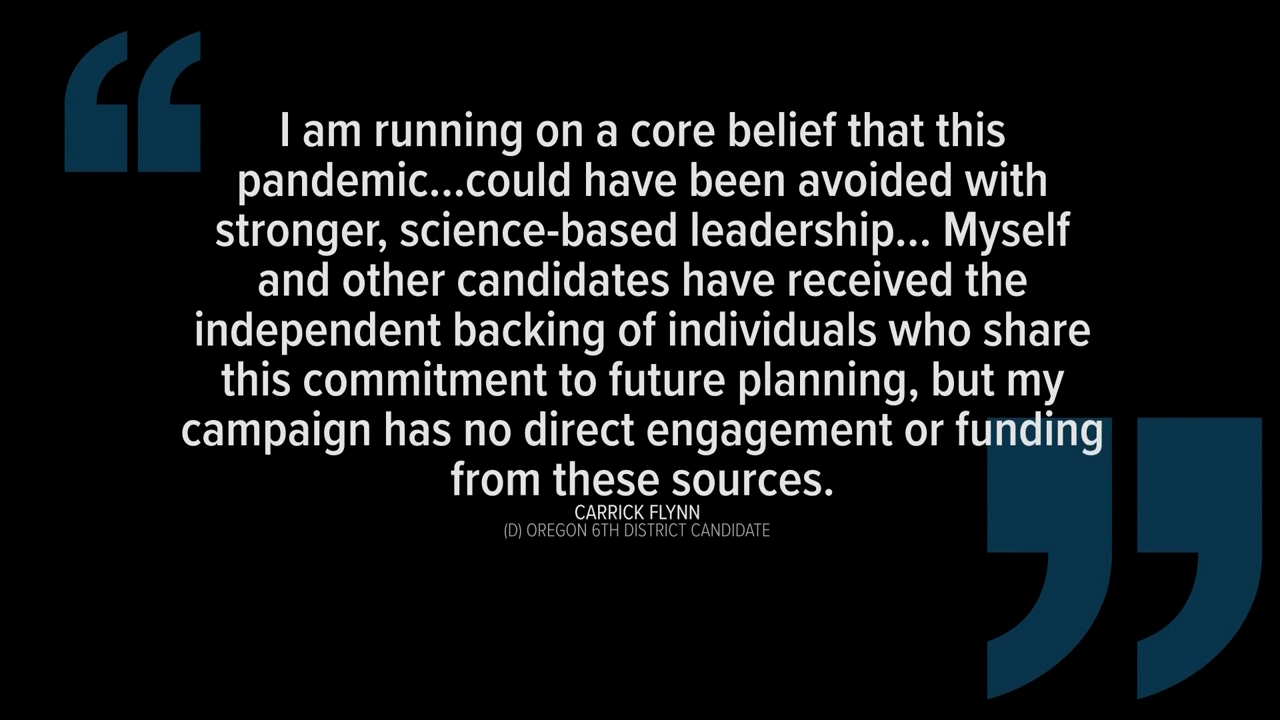 I am running on a core belief that this
pandemic...could have been avoided with
stronger, science-based leadership... Myself
and other candidates have received the
independent backing of individuals who share
this commitment to future planning, but my
campaign has no direct engagement or funding
from these sources.
CARRICK FLYNN
(D) OREGON 6TH DISTRICT CANDIDATE